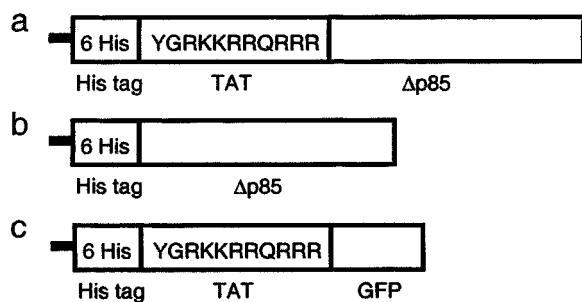 a
6 His YGRKKRRQRRR
His tag TAT Δp85
b
6 His
His tag Δp85
c
6 His YGRKKRRQRRR
His tag TAT GFP